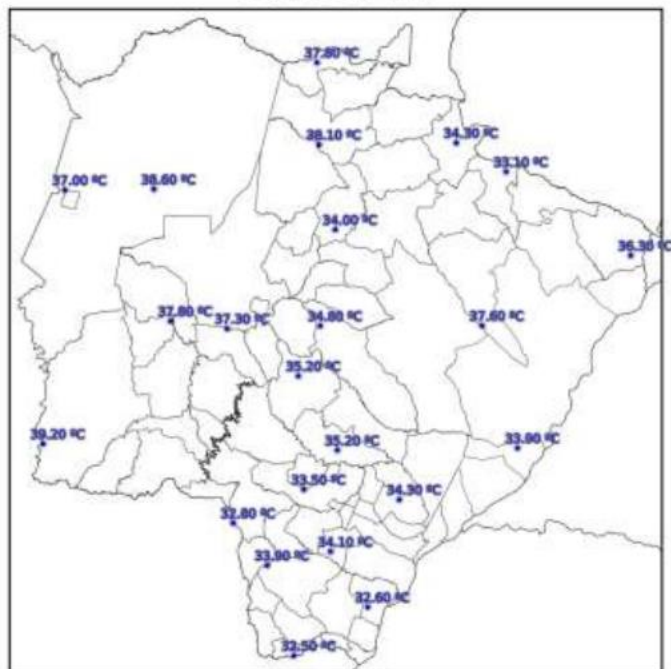 37.80 ºC
38.10 ºC
34.30 ºC
33.10 ºC
37.00 ºC
38.60 ºC
34.00 ºC
36.30 ºC
37.80 ºC
37.30 ºC
34.80 ºC
37.60 ºC
35.20 ºC
39.20 ºC
35.20 ºC
33.90 ºC
33.50 ºC
34.30 ºC
32.80 ºC
34.10 ºC
33.90 ºC
32.60 ºC
32.50 ºC